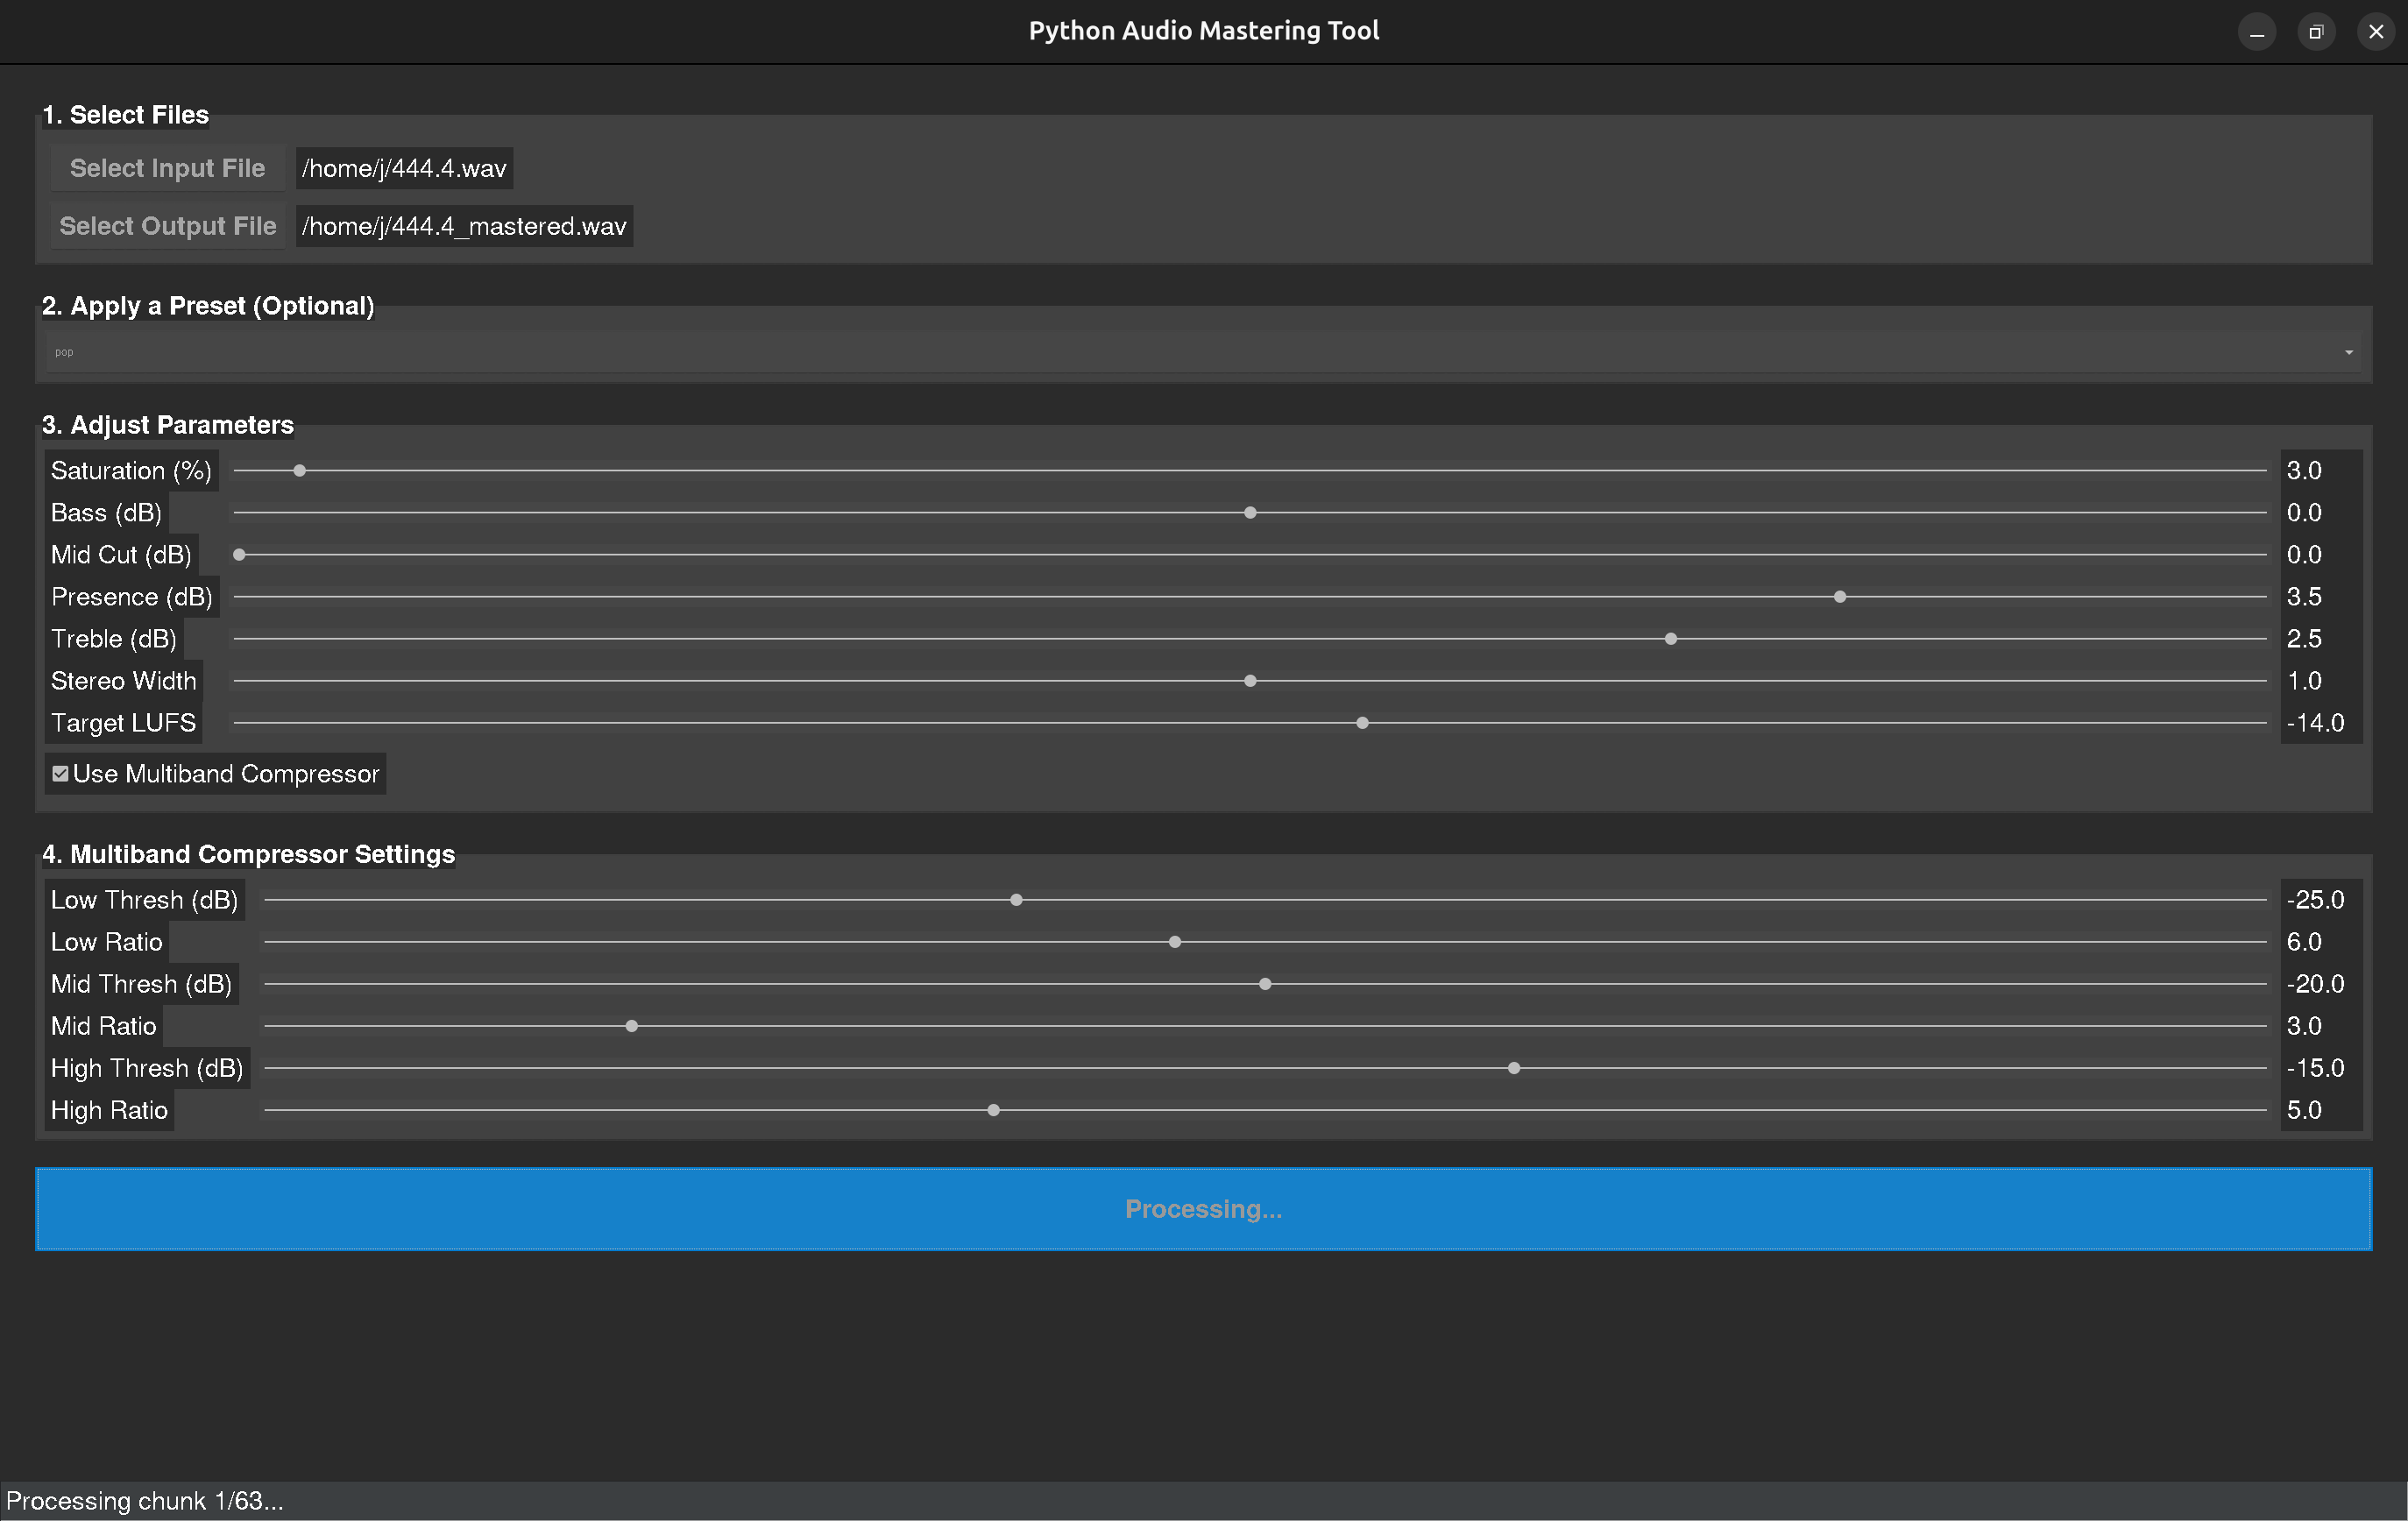 Python Audio Mastering Tool
1. Select Files
Select Input File /home/j/444.4.wav
Select Output File /home/j/444.4_mastered.wav
2. Apply a Preset (Optional)
pop
3. Adjust Parameters
Saturation (%) 3.0
Bass (dB) 0.0
Mid Cut (dB) 0.0
Presence (dB) 3.5
Treble (dB) 2.5
Stereo Width 1.0
Target LUFS -14.0
Use Multiband Compressor
4. Multiband Compressor Settings
Low Thresh (dB) -25.0
Low Ratio 6.0
Mid Thresh (dB) -20.0
Mid Ratio 3.0
High Thresh (dB) -15.0
High Ratio 5.0
Processing...
Processing chunk 1/63...